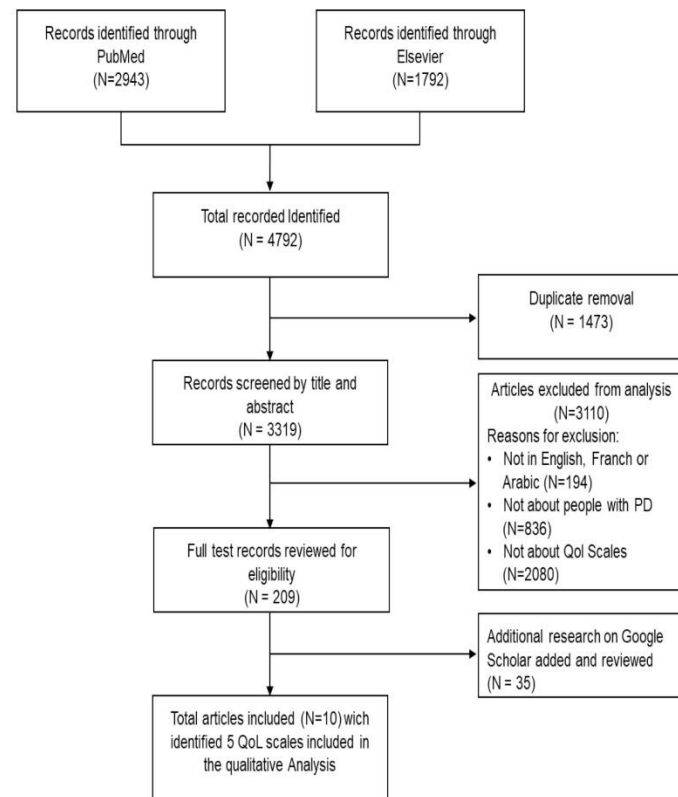 Records identified through
PubMed
(N=2943)
Records identified through
Elsevier
(N=1792)
Total recorded Identified
(N = 4792)
Duplicate removal
(N = 1473)
Records screened by title and
abstract
(N = 3319)
Articles excluded from analysis
(N=3110)
Reasons for exclusion:
• Not in English, Franch or
Arabic (N=194)
• Not about people with PD
(N=836)
• Not about Qol Scales
(N=2080)
Full test records reviewed for
eligibility
(N = 209)
Additional research on Google
Scholar added and reviewed
(N = 35)
Total articles included (N=10) wich
identified 5 QoL scales included in
the qualitative Analysis